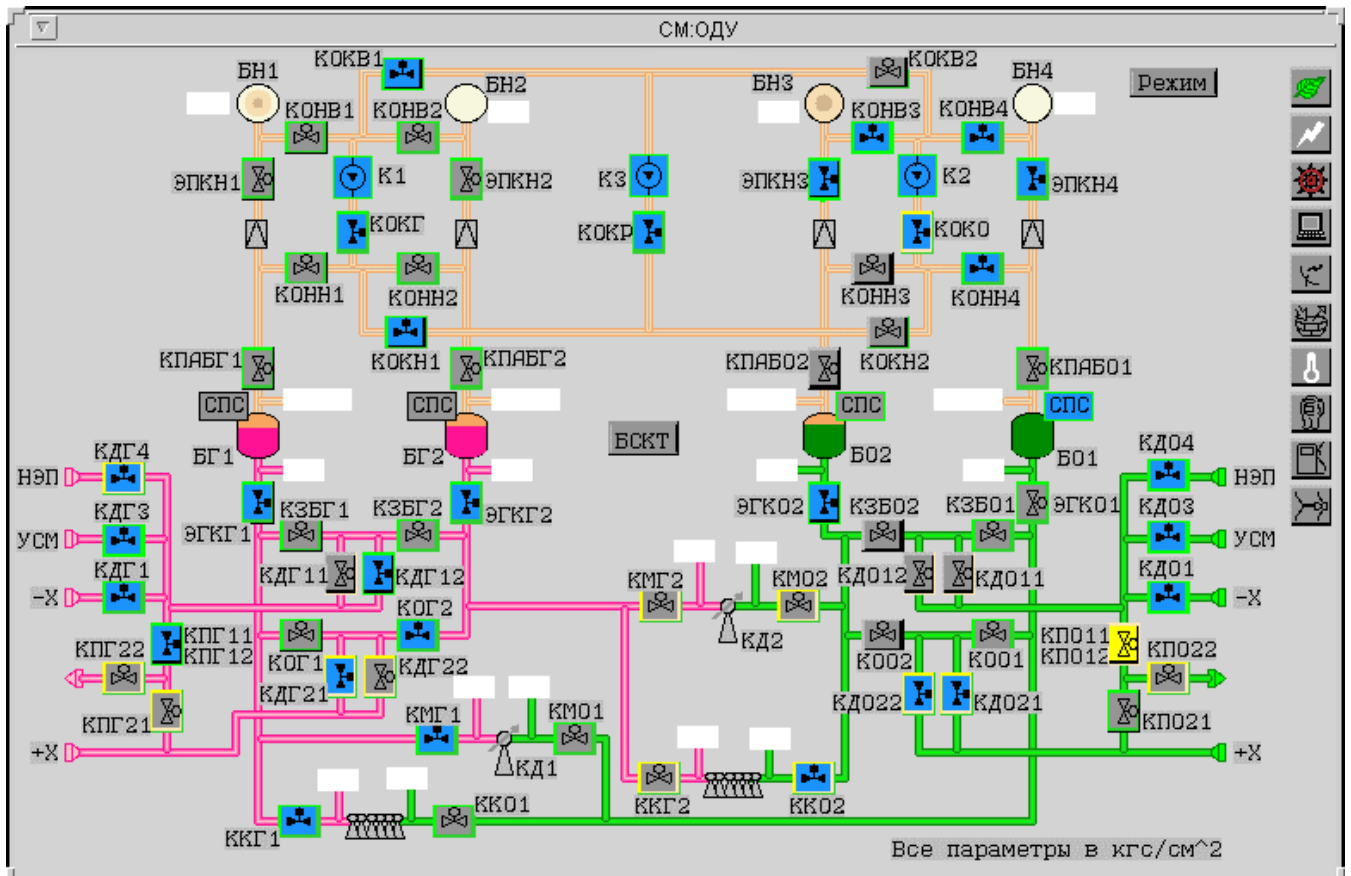 СМ:ОДУ
КОКВ1 КОКВ2
БН1 БН2 БН3 БН4
Режим
КОНВ1 КОНВ2 КОНВ3 КОНВ4
ЭПКН1 К1 ЭПКН2 К3 ЭПКН3 К2 ЭПКН4
КОКГ КОКР КОКО
КОНН1 КОНН2 КОНН3 КОНН4
КОКН1 КОКН2
КПАБГ1 КПАБГ2 КПАБО2 КПАБО1
СПС СПС СПС СПС
БСКТ
БГ1 БГ2 БО2 БО1
КДГ4 КДО4
НЭП НЭП
ЭГКГ1 КЗБГ1 КЗБГ2 ЭГКГ2 ЭГКО2 КЗБО2 КЗБО1 ЭГКО1
КДГ3 КДО3
УСМ УСМ
КДГ1 КДГ11 КДГ12 КМГ2 КМО2 КДО12 КДО11 КДО1
-X -X
КОГ2 КД2
КПГ11 КПО11
КПГ12 КПО12
КПГ22 КОГ1 КДГ22 КОО2 КОО1 КПО22
КДГ21 КДО22 КДО21
КПГ21 КМГ1 КМО1 КПО21
+X +X
КД1
ККГ2 ККО2
ККГ1 ККО1
Все параметры в кгс/см^2